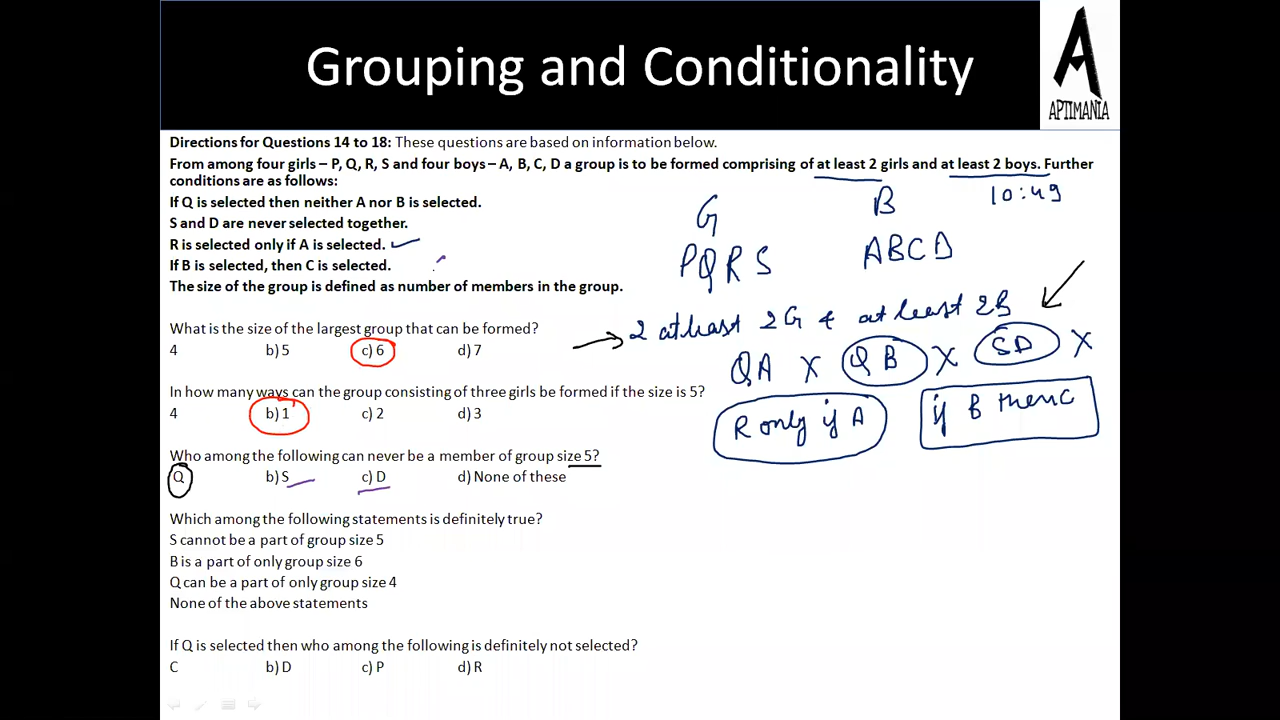 Grouping and Conditionality
APTIMANIA
Directions for Questions 14 to 18: These questions are based on information below.
From among four girls – P, Q, R, S and four boys – A, B, C, D a group is to be formed comprising of at least 2 girls and at least 2 boys. Further
conditions are as follows:
If Q is selected then neither A nor B is selected.
S and D are never selected together.
R is selected only if A is selected.
If B is selected, then C is selected.
The size of the group is defined as number of members in the group.
What is the size of the largest group that can be formed?
4 b) 5 c) 6 d) 7
In how many ways can the group consisting of three girls be formed if the size is 5?
4 b) 1 c) 2 d) 3
Who among the following can never be a member of group size 5?
Q b) S c) D d) None of these
Which among the following statements is definitely true?
S cannot be a part of group size 5
B is a part of only group size 6
Q can be a part of only group size 4
None of the above statements
If Q is selected then who among the following is definitely not selected?
C b) D c) P d) R
10:49
G B
P Q R S A B C D
2 at least 2G & at least 2B
QA X QB X SD X
R only if A if B then C